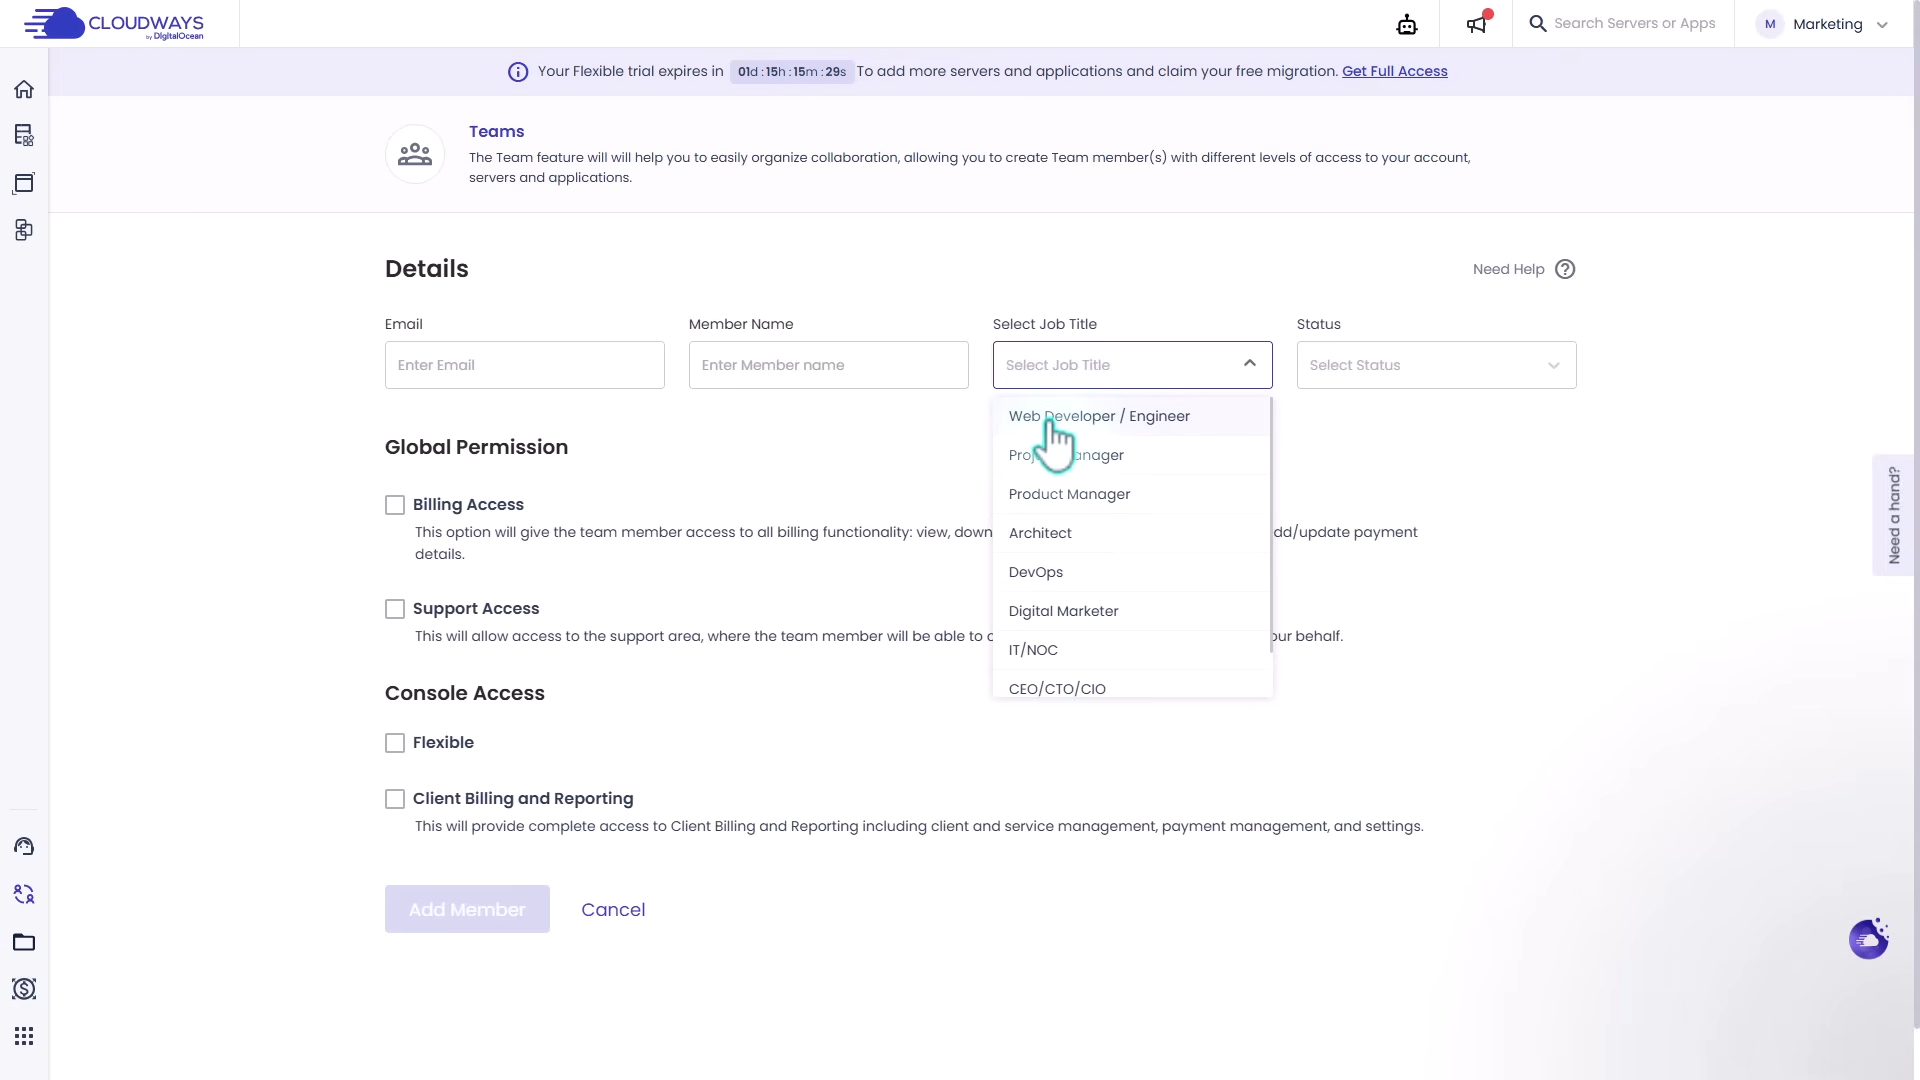 CLOUDWAYS
by DigitalOcean
Search Servers or Apps
M Marketing
Your Flexible trial expires in 01d : 15h : 15m : 29s To add more servers and applications and claim your free migration. Get Full Access
Teams
The Team feature will will help you to easily organize collaboration, allowing you to create Team member(s) with different levels of access to your account,
servers and applications.
Details
Need Help
Email
Member Name
Select Job Title
Status
Enter Email
Enter Member name
Select Job Title
Select Status
Web Developer / Engineer
Project Manager
Product Manager
Architect
DevOps
Digital Marketer
IT/NOC
CEO/CTO/CIO
Global Permission
Billing Access
This option will give the team member access to all billing functionality: view, down dd/update payment
details.
Support Access
This will allow access to the support area, where the team member will be able to our behalf.
Console Access
Flexible
Client Billing and Reporting
This will provide complete access to Client Billing and Reporting including client and service management, payment management, and settings.
Add Member
Cancel
Need a hand?